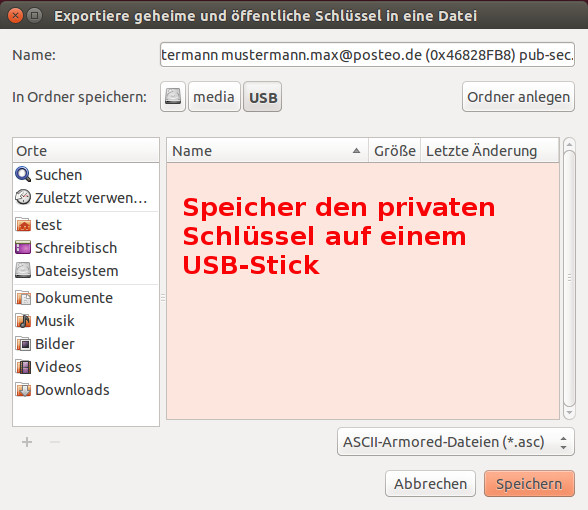 Exportiere geheime und öffentliche Schlüssel in eine Datei
Name:
termann mustermann.max@posteo.de (0x46828FB8) pub-sec.
In Ordner speichern:
media
USB
Ordner anlegen
Orte
Suchen
Zuletzt verwen...
test
Schreibtisch
Dateisystem
Dokumente
Musik
Bilder
Videos
Downloads
Name
Größe
Letzte Änderung
Speicher den privaten
Schlüssel auf einem
USB-Stick
ASCII-Armored-Dateien (*.asc)
Abbrechen
Speichern